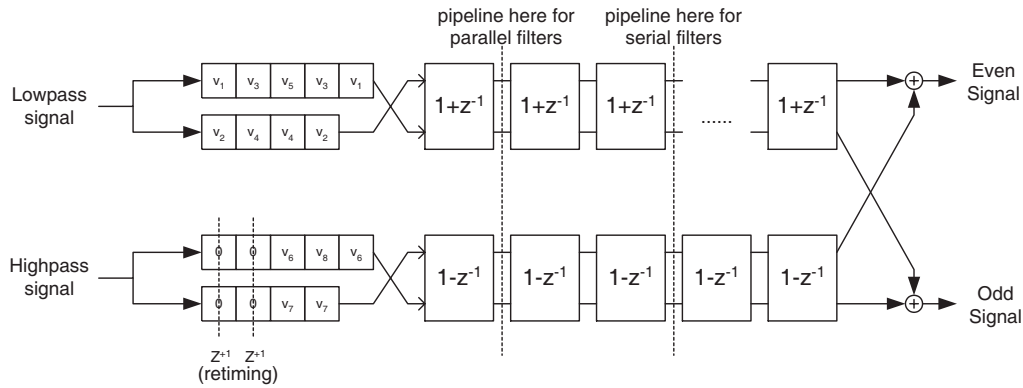 pipeline here for parallel filters
pipeline here for serial filters
Lowpass signal
v₁ v₃ v₅ v₃ v₁
v₂ v₄ v₄ v₂
1+z⁻¹ 1+z⁻¹ 1+z⁻¹ ...... 1+z⁻¹
Even Signal
Highpass signal
0 0 v₆ v₈ v₆
0 0 v₇ v₇
1-z⁻¹ 1-z⁻¹ 1-z⁻¹ 1-z⁻¹ 1-z⁻¹
Odd Signal
Z⁺¹ Z⁺¹
(retiming)